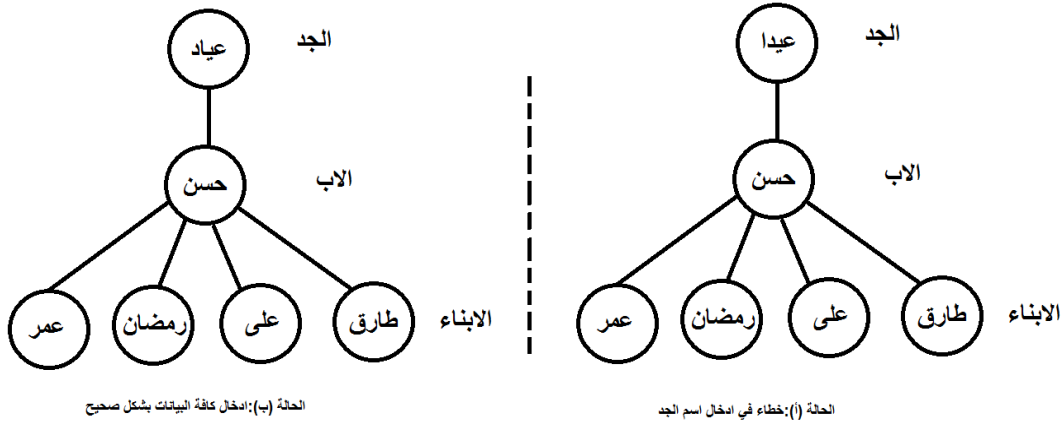 الجد
عيدا
الاب
حسن
الابناء
طارق
على
رمضان
عمر
الحالة (أ):خطاء في ادخال اسم الجد
الجد
عياد
الاب
حسن
الابناء
طارق
على
رمضان
عمر
الحالة (ب):ادخال كافة البيانات بشكل صحيح